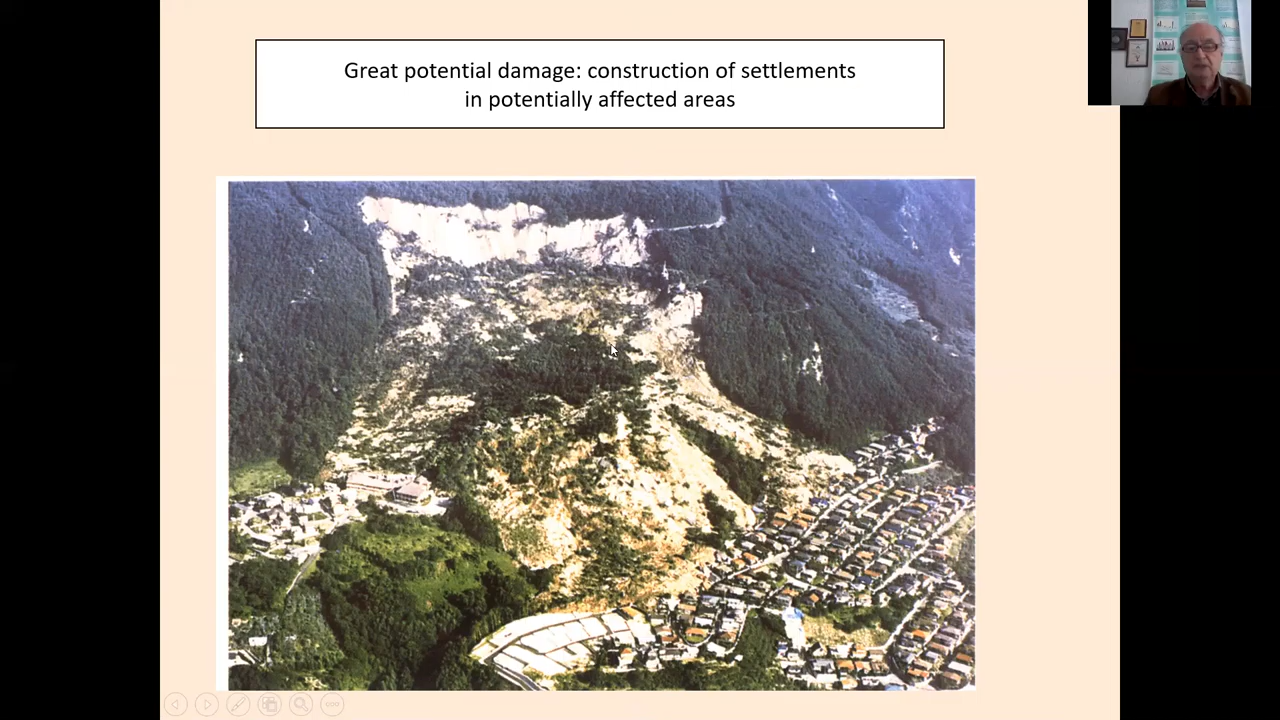 Great potential damage: construction of settlements
in potentially affected areas